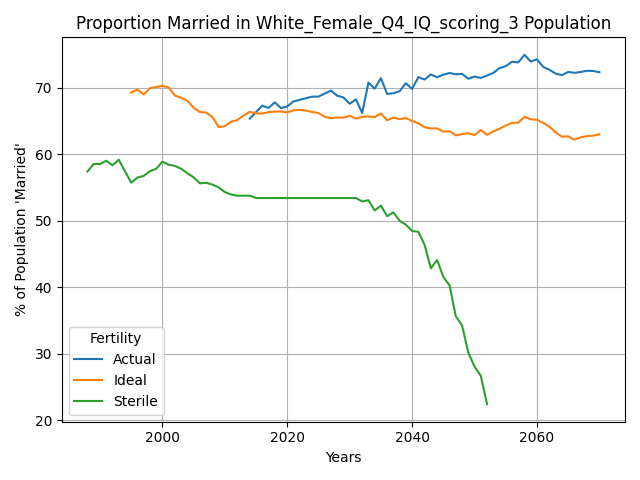 Proportion Married in White_Female_Q4_IQ_scoring_3 Population
% of Population 'Married'
70
60
50
40
30
20
2000
2020
2040
2060
Years
Fertility
Actual
Ideal
Sterile